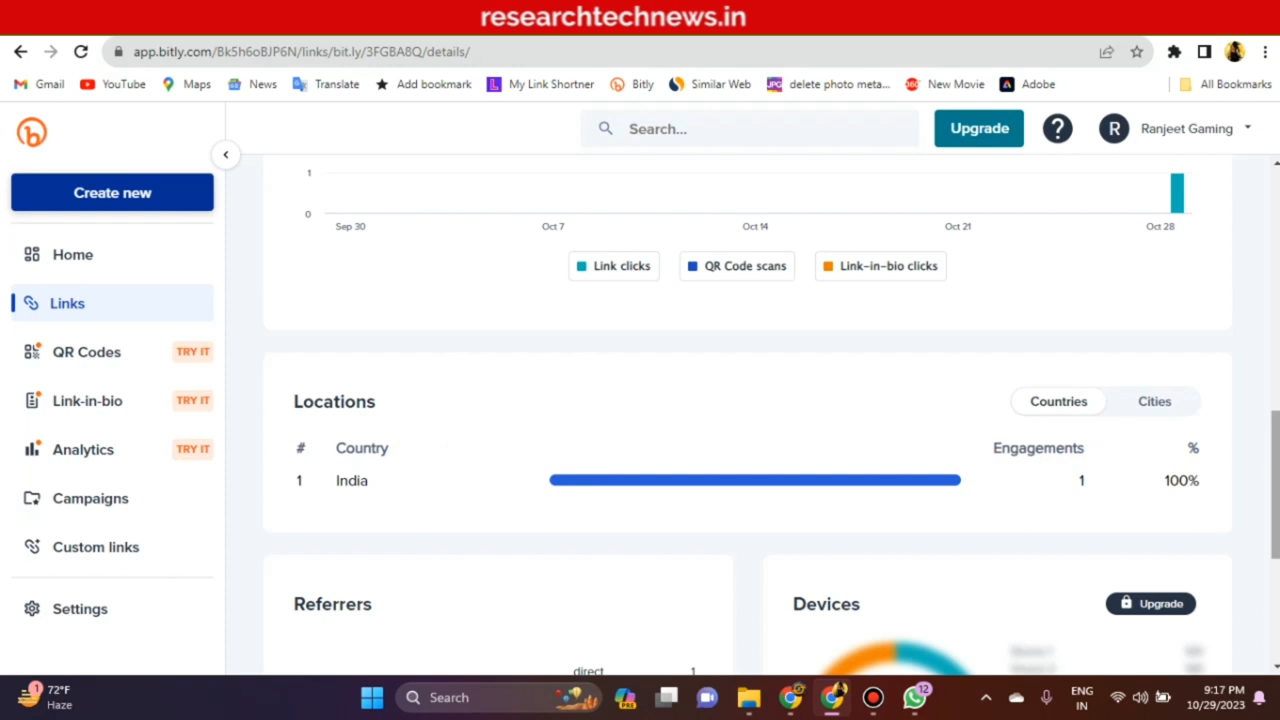 researchtechnews.in
app.bitly.com/Bk5h6oBJP6N/links/bit.ly/3FGBA8Q/details/
Gmail YouTube Maps News Translate Add bookmark My Link Shortner Bitly Similar Web delete photo meta... New Movie Adobe All Bookmarks
Search... Upgrade ? R Ranjeet Gaming
Create new
Home
Links
QR Codes TRY IT
Link-in-bio TRY IT
Analytics TRY IT
Campaigns
Custom links
Settings
1
0
Sep 30 Oct 7 Oct 14 Oct 21 Oct 28
Link clicks QR Code scans Link-in-bio clicks
Locations Countries Cities
# Country Engagements %
1 India 1 100%
Referrers
direct 1
Devices Upgrade
1 72°F
Haze
Search
PRE
12
ENG
IN
9:17 PM
10/29/2023